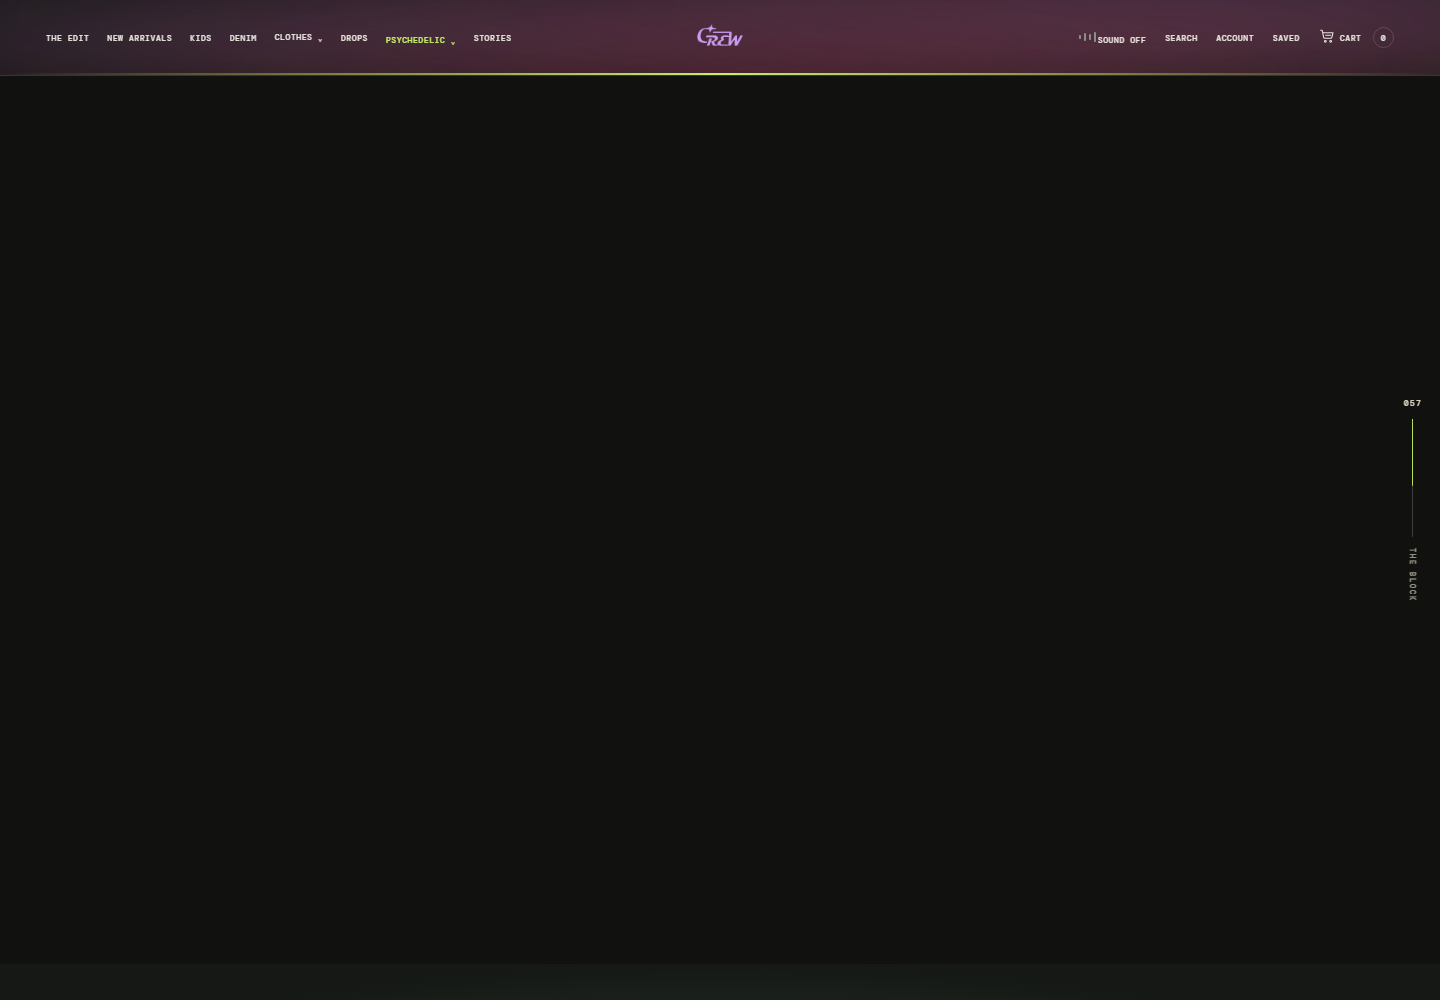 THE EDIT NEW ARRIVALS KIDS DENIM CLOTHES DROPS PSYCHEDELIC STORIES CREW SOUND OFF SEARCH ACCOUNT SAVED CART 0
057
THE BLOCK